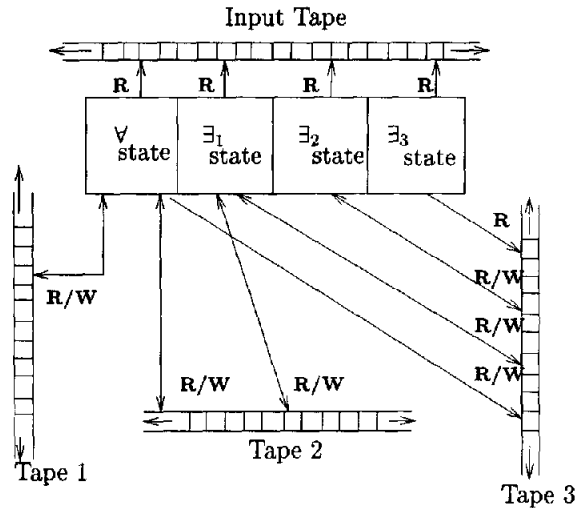 Input Tape
R R R R
∀ state ∃1 state ∃2 state ∃3 state
R
R/W R/W
R/W
R/W R/W R/W
Tape 2
Tape 1
Tape 3